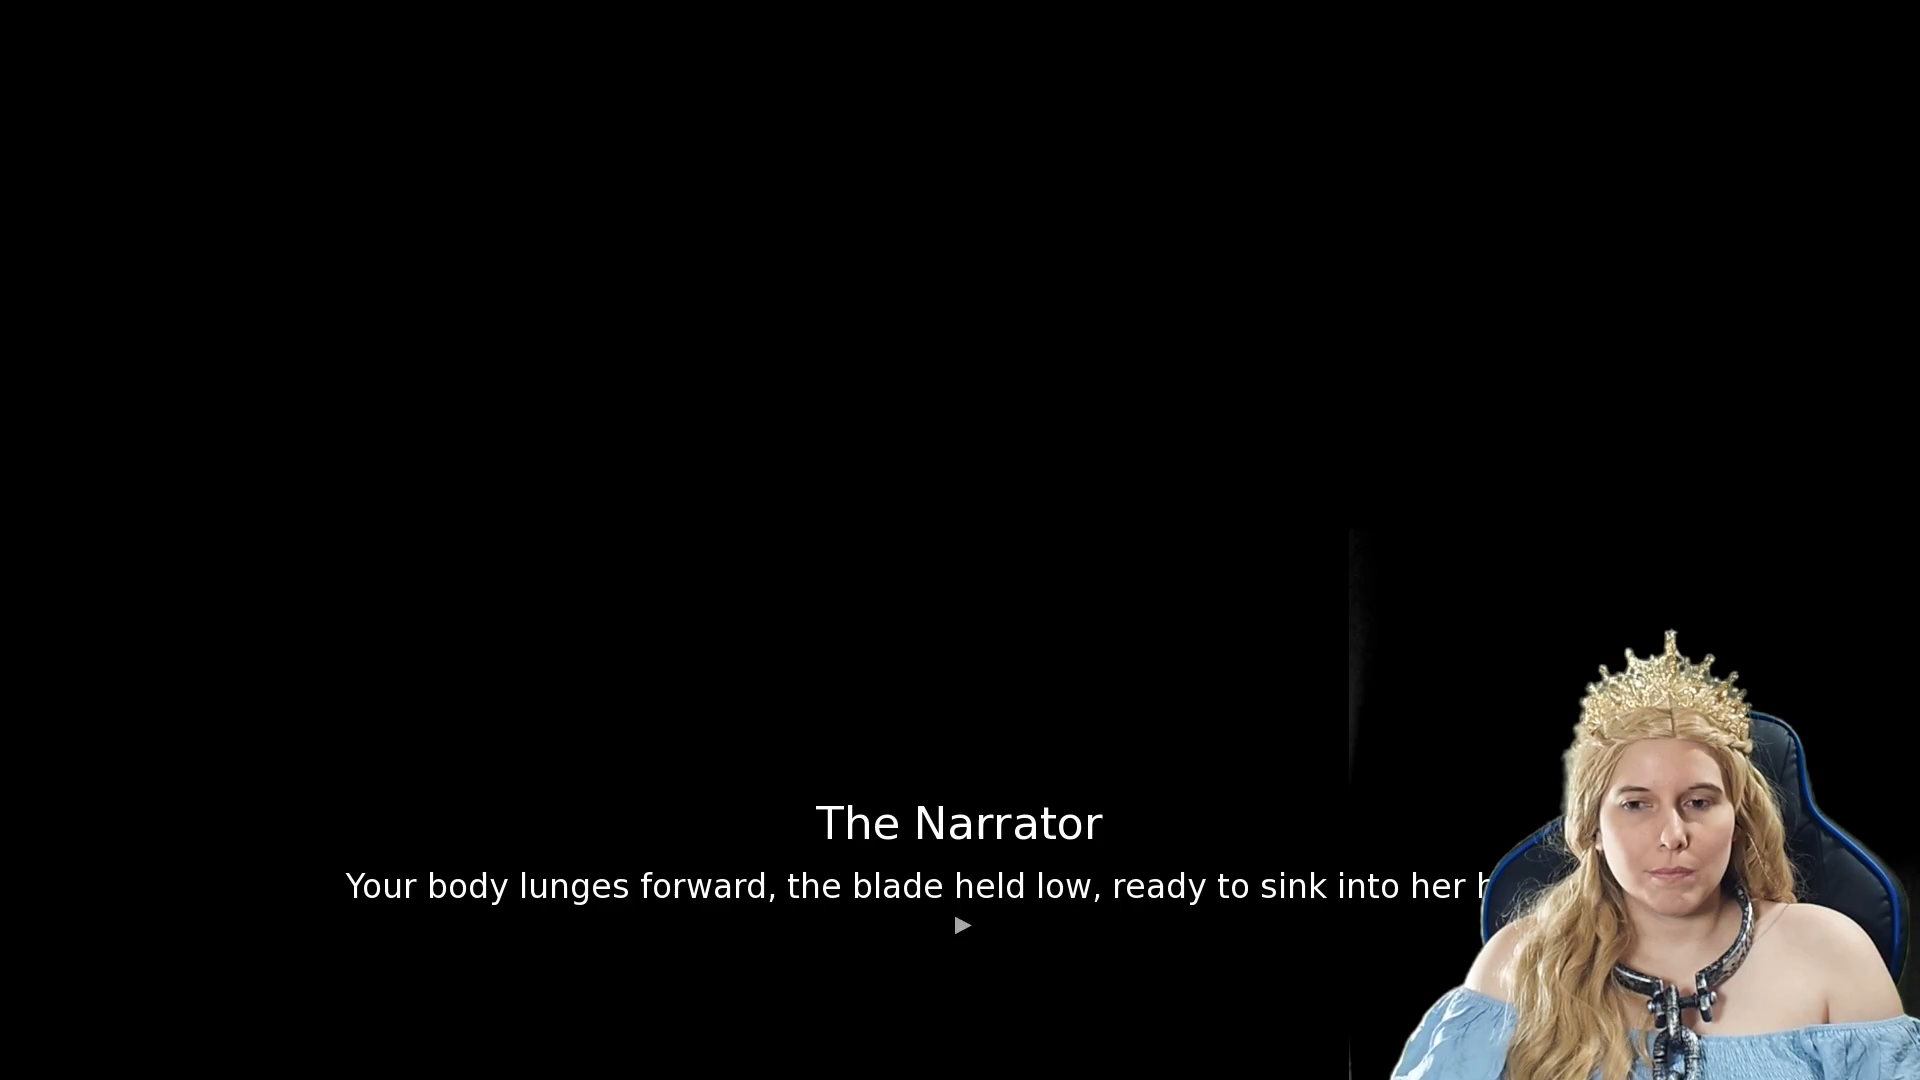 The Narrator
Your body lunges forward, the blade held low, ready to sink into her